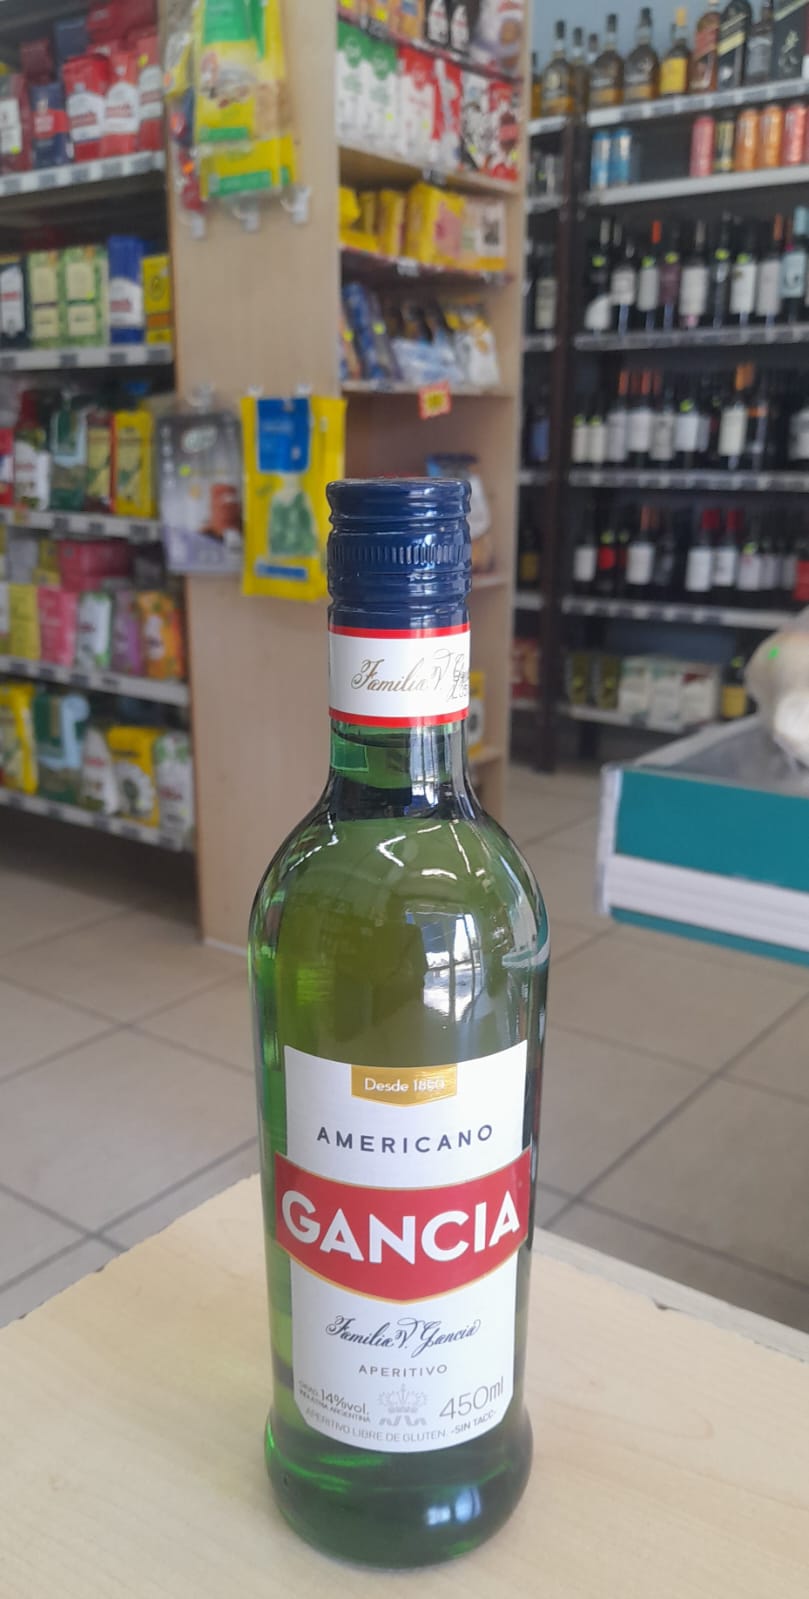 Familia V.
Desde 1850
AMERICANO
GANCIA
Familia V. Gancia
APERITIVO
14%vol.
INDUSTRIA ARGENTINA
450ml
APERITIVO LIBRE DE GLUTEN. -SIN TACC-